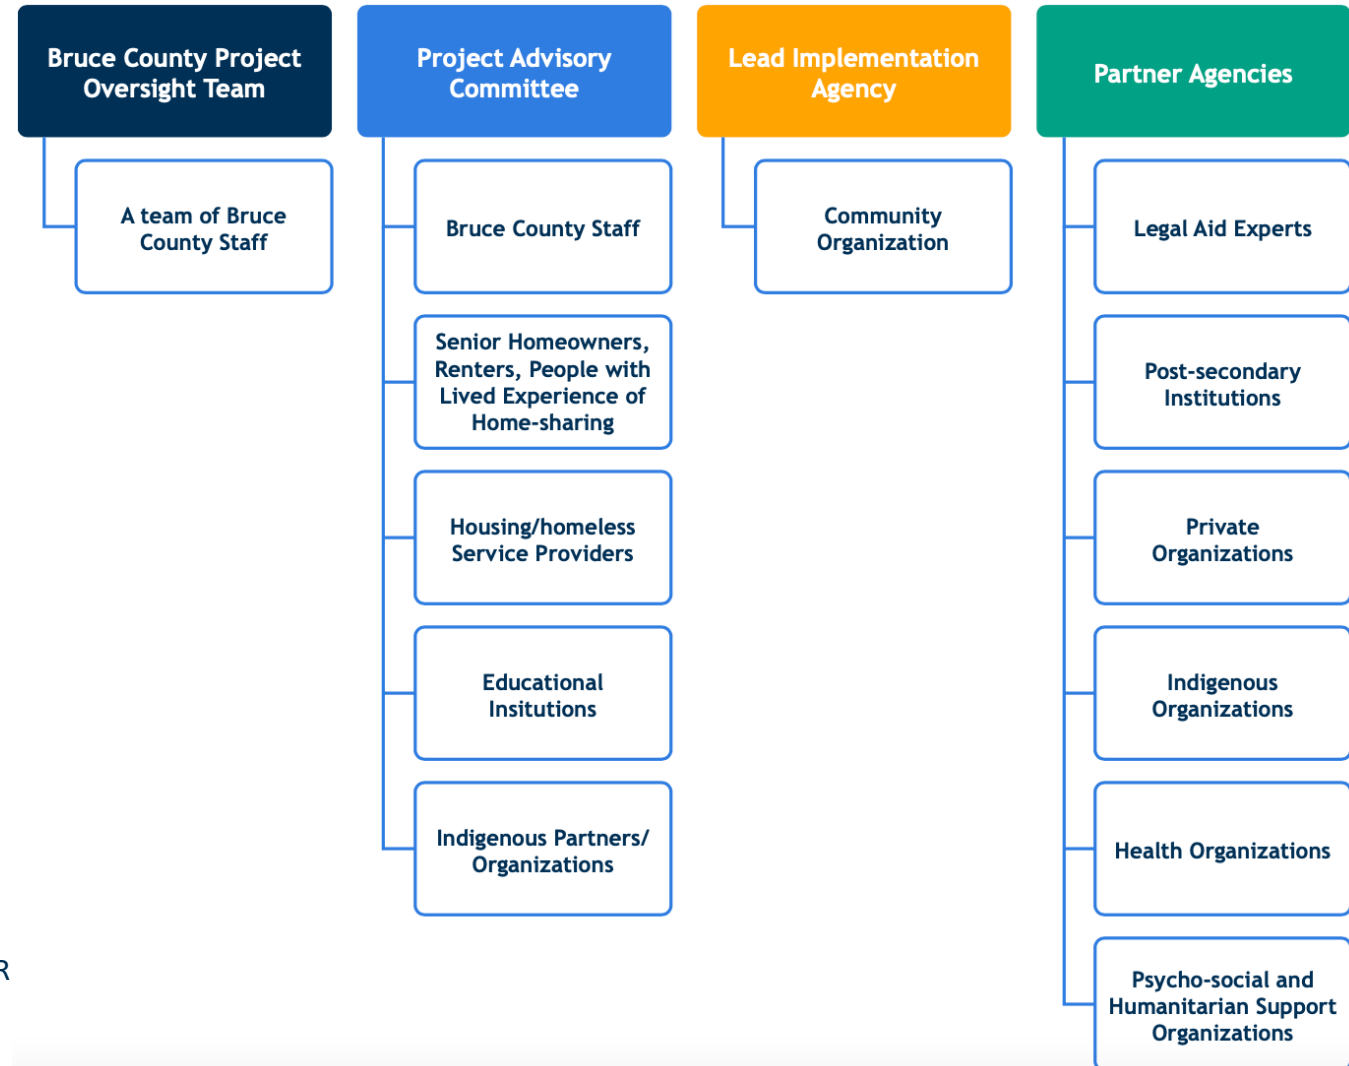 Bruce County Project
Oversight Team
A team of Bruce
County Staff
Project Advisory
Committee
Bruce County Staff
Senior Homeowners,
Renters, People with
Lived Experience of
Home-sharing
Housing/homeless
Service Providers
Educational
Insitutions
Indigenous Partners/
Organizations
Lead Implementation
Agency
Community
Organization
Partner Agencies
Legal Aid Experts
Post-secondary
Institutions
Private
Organizations
Indigenous
Organizations
Health Organizations
Psycho-social and
Humanitarian Support
Organizations
R